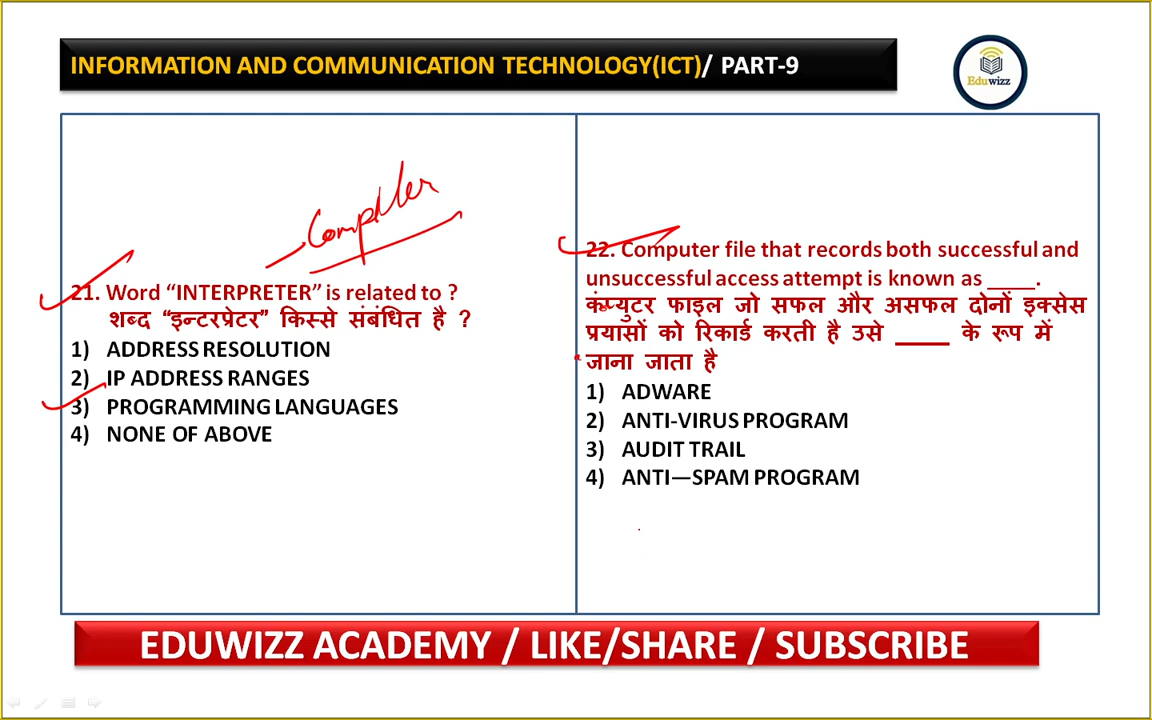 INFORMATION AND COMMUNICATION TECHNOLOGY(ICT)/ PART-9
Eduwizz
Compiler
21. Word “INTERPRETER” is related to ?
शब्द “इन्टरप्रेटर” किस्से संबंधित है ?
1) ADDRESS RESOLUTION
2) IP ADDRESS RANGES
3) PROGRAMMING LANGUAGES
4) NONE OF ABOVE
22. Computer file that records both successful and
unsuccessful access attempt is known as ____.
कंप्युटर फाइल जो सफल और असफल दोनों इक्सेस
प्रयासों को रिकार्ड करती है उसे _____ के रूप में
जाना जाता है
1) ADWARE
2) ANTI-VIRUS PROGRAM
3) AUDIT TRAIL
4) ANTI—SPAM PROGRAM
EDUWIZZ ACADEMY / LIKE/SHARE / SUBSCRIBE